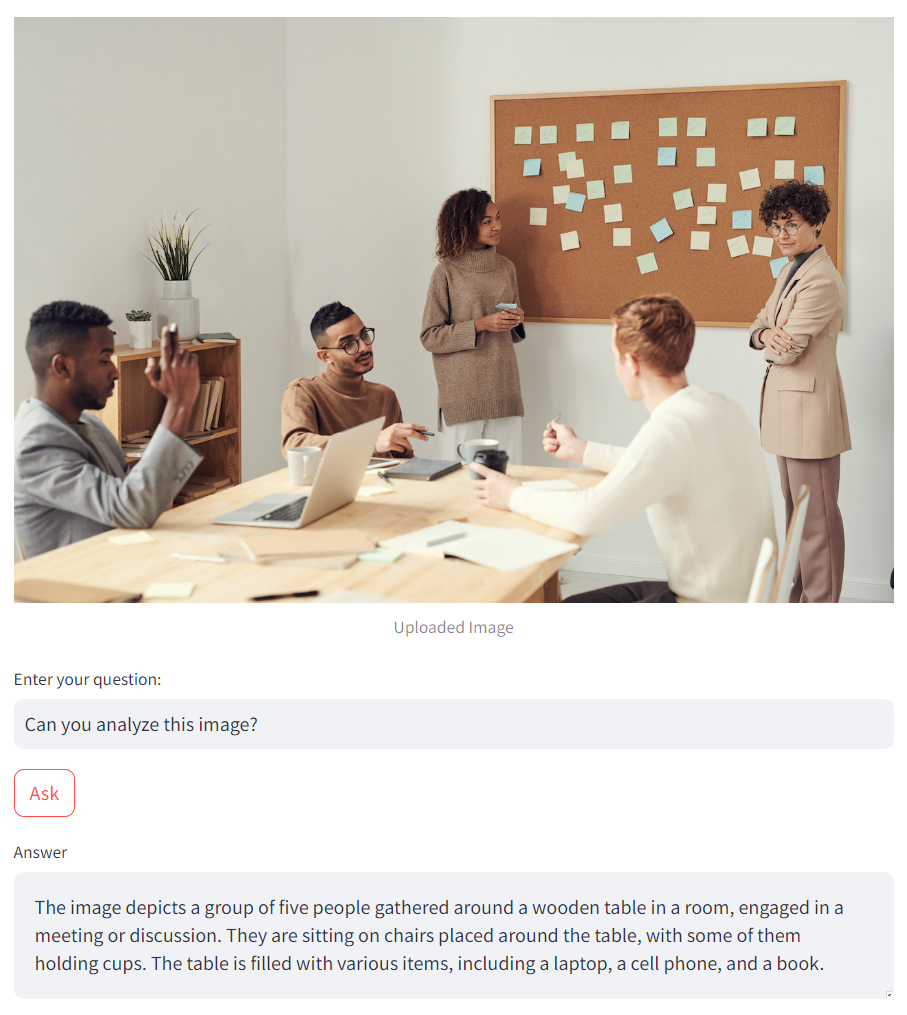 Uploaded Image
Enter your question:
Can you analyze this image?
Ask
Answer
The image depicts a group of five people gathered around a wooden table in a room, engaged in a
meeting or discussion. They are sitting on chairs placed around the table, with some of them
holding cups. The table is filled with various items, including a laptop, a cell phone, and a book.